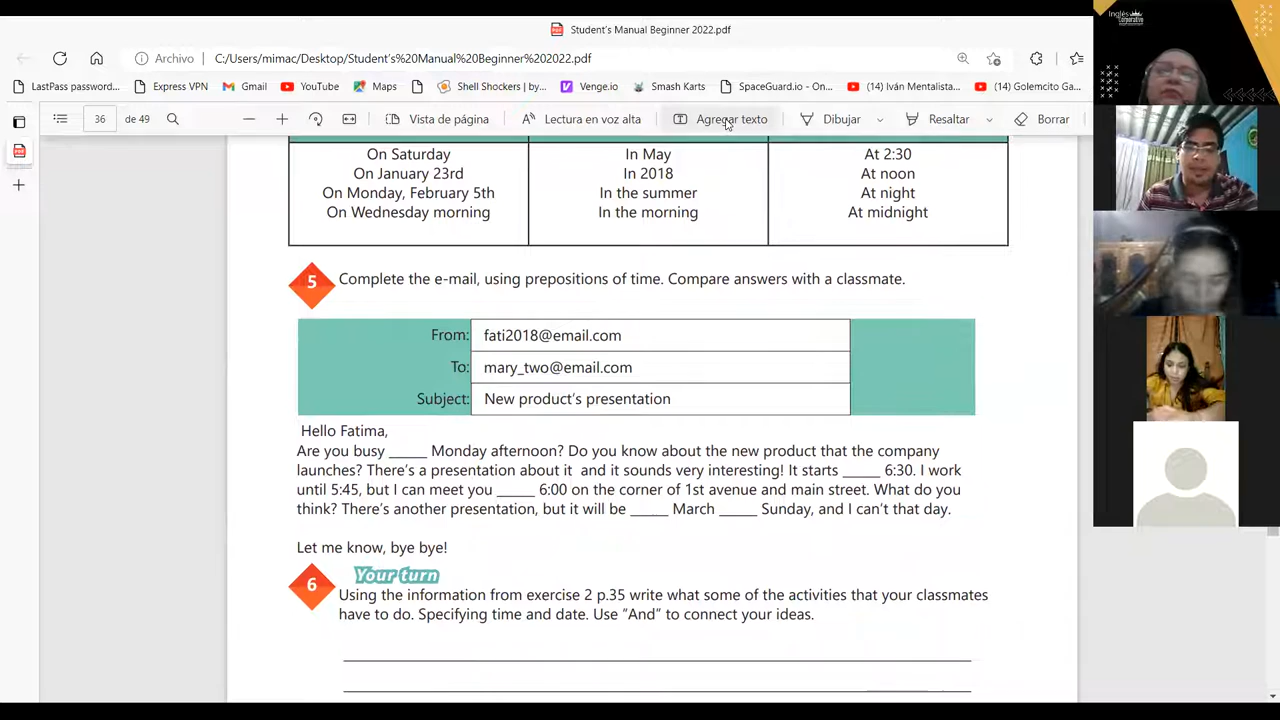 Student's Manual Beginner 2022.pdf
Archivo
C:/Users/mimac/Desktop/Student's%20Manual%20Beginner%202022.pdf
LastPass password...
Express VPN
Gmail
YouTube
Maps
Shell Shockers | by...
Venge.io
Smash Karts
SpaceGuard.io - On...
(14) Iván Mentalista...
(14) Golemcito Ga...
36 de 49
Vista de página
Lectura en voz alta
Agregar texto
Dibujar
Resaltar
Borrar
Inglés
Corporativo
On Saturday
On January 23rd
On Monday, February 5th
On Wednesday morning
In May
In 2018
In the summer
In the morning
At 2:30
At noon
At night
At midnight
5 Complete the e-mail, using prepositions of time. Compare answers with a classmate.
From: fati2018@email.com
To: mary_two@email.com
Subject: New product's presentation
Hello Fatima,
Are you busy _____ Monday afternoon? Do you know about the new product that the company
launches? There's a presentation about it and it sounds very interesting! It starts _____ 6:30. I work
until 5:45, but I can meet you _____ 6:00 on the corner of 1st avenue and main street. What do you
think? There's another presentation, but it will be _____ March _____ Sunday, and I can't that day.
Let me know, bye bye!
Your turn
6 Using the information from exercise 2 p.35 write what some of the activities that your classmates
have to do. Specifying time and date. Use "And" to connect your ideas.